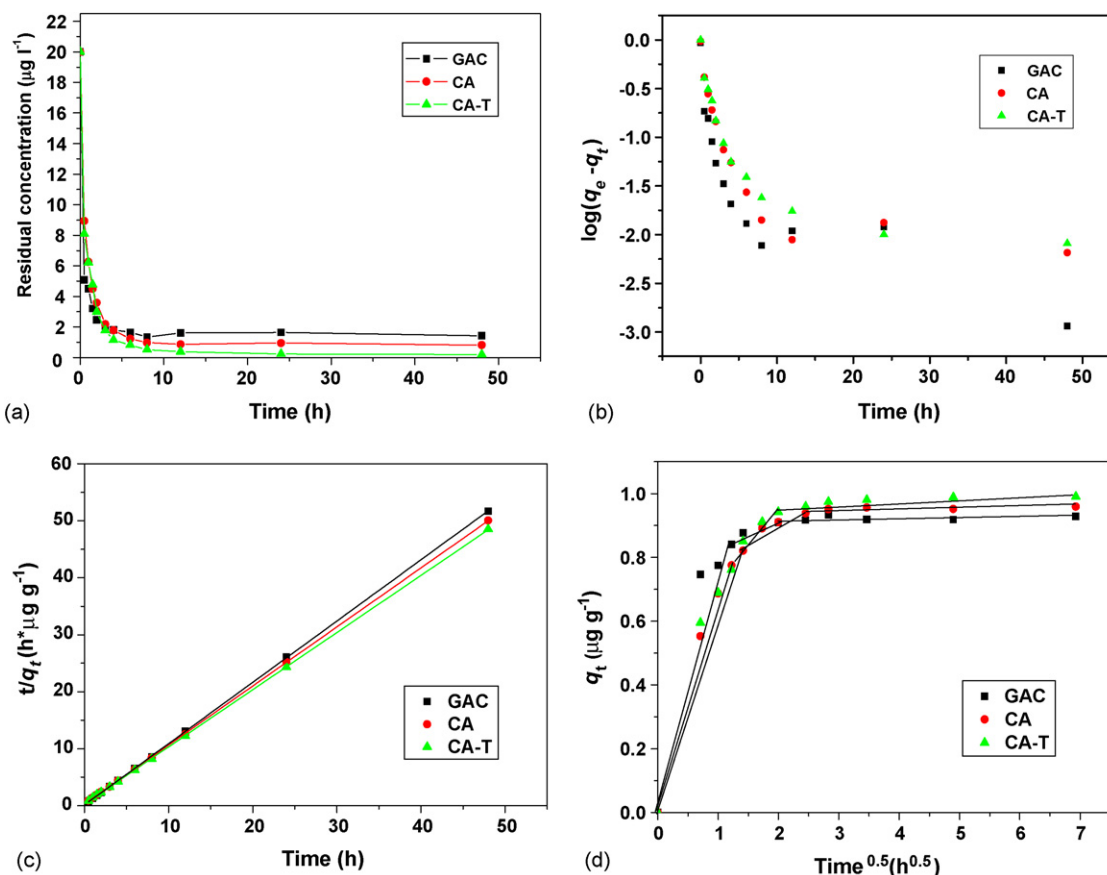 22
20
18
16
14
12
10
8
6
4
2
0
Residual concentration (μg l⁻¹)
GAC
CA
CA-T
0 10 20 30 40 50
Time (h)
(a)
0.0
-0.5
-1.0
-1.5
-2.0
-2.5
-3.0
log(qₑ -qₜ)
GAC
CA
CA-T
0 10 20 30 40 50
Time (h)
(b)
60
50
40
30
20
10
0
t/qₜ(h*μg g⁻¹)
GAC
CA
CA-T
0 10 20 30 40 50
Time (h)
(c)
1.0
0.8
0.6
0.4
0.2
0.0
qₜ (μg g⁻¹)
GAC
CA
CA-T
0 1 2 3 4 5 6 7
Time⁰·⁵(h⁰·⁵)
(d)